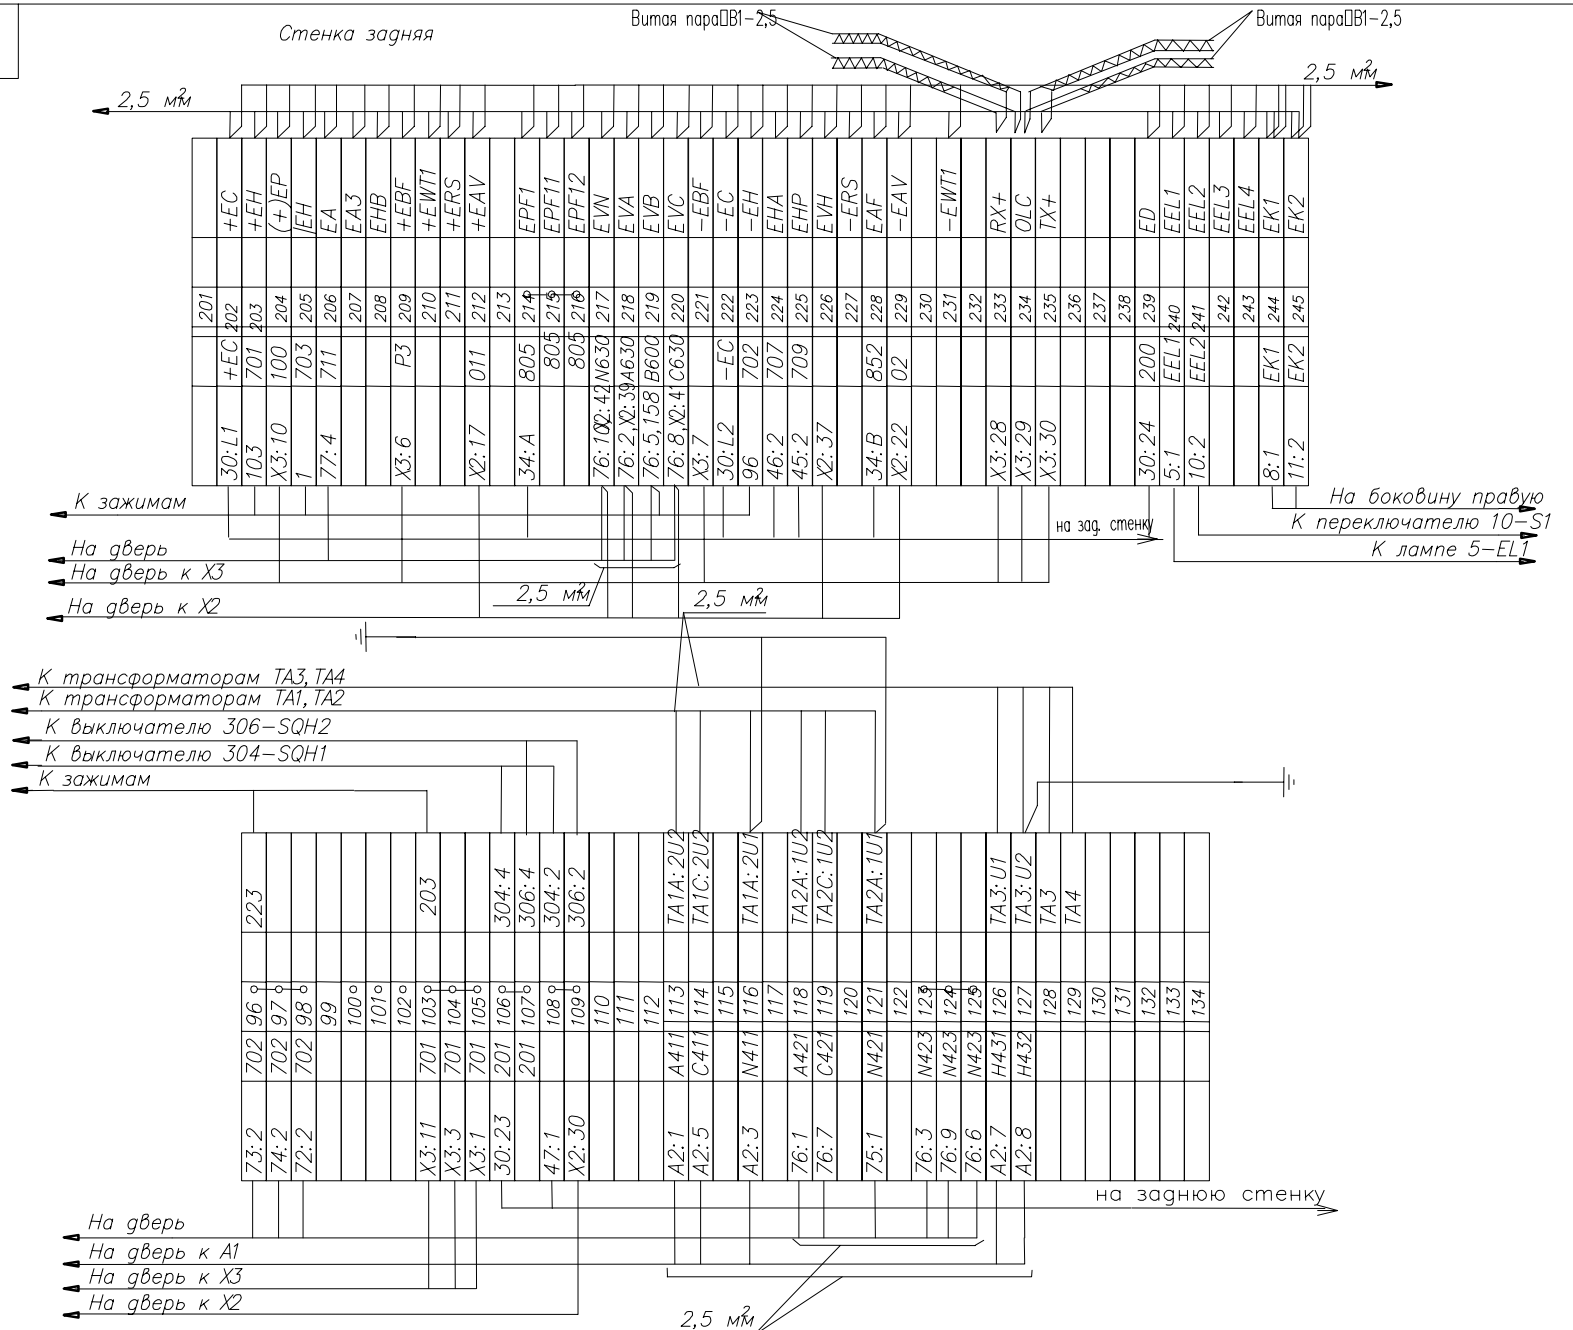 Стенка задняя
Витая пара▯В1-2,5
Витая пара▯В1-2,5
2,5 мм2
2,5 мм2
+EC
+EH
(+)EP
|EH
EA
EA3
EHB
+EBF
+EWT1
+ERS
+EAV
EPF1
EPF11
EPF12
EVN
EVA
EVB
EVC
-EBF
-EC
-EH
EHA
EHP
EVH
-ERS
EAF
-EAV
-EWT1
RX+
OLC
TX+
ED
EEL1
EEL2
EEL3
EEL4
EK1
EK2
201
202
203
204
205
206
207
208
209
210
211
212
213
214
215
216
217
218
219
220
221
222
223
224
225
226
227
228
229
230
231
232
233
234
235
236
237
238
239
240
241
242
243
244
245
+EC
701
100
703
711
P3
011
805
805
805
N630
A630
B600
C630
-EC
702
707
709
852
02
200
EEL1
EEL2
EK1
EK2
30:L1
103
X3:10
1
77:4
X3:6
X2:17
34:A
76:10,X2:42
76:2,X2:39
76:5,158
76:8,X2:41
X3:7
30:L2
96
46:2
45:2
X2:37
34:B
X2:22
X3:28
X3:29
X3:30
30:24
5:1
10:2
8:1
11:2
К зажимам
На боковину правую
К переключателю 10-S1
на зад. стенку
На дверь
К лампе 5-EL1
На дверь к X3
2,5 мм2
2,5 мм2
На дверь к X2
К трансформаторам TA3,TA4
К трансформаторам TA1,TA2
К выключателю 306-SQH2
К выключателю 304-SQH1
К зажимам
223
203
304:4
306:4
304:2
306:2
TA1A:2U2
TA1C:2U2
TA1A:2U1
TA2A:1U2
TA2C:1U2
TA2A:1U1
TA3:U1
TA3:U2
TA3
TA4
96
97
98
99
100
101
102
103
104
105
106
107
108
109
110
111
112
113
114
115
116
117
118
119
120
121
122
123
124
125
126
127
128
129
130
131
132
133
134
702
702
702
701
701
701
201
201
A411
C411
N411
A421
C421
N421
N423
N423
N423
H431
H432
73:2
74:2
72:2
X3:11
X3:3
X3:1
30:23
47:1
X2:30
A2:1
A2:5
A2:3
76:1
76:7
75:1
76:3
76:9
76:6
A2:7
A2:8
на заднюю стенку
На дверь
На дверь к A1
На дверь к X3
На дверь к X2
2,5 мм2